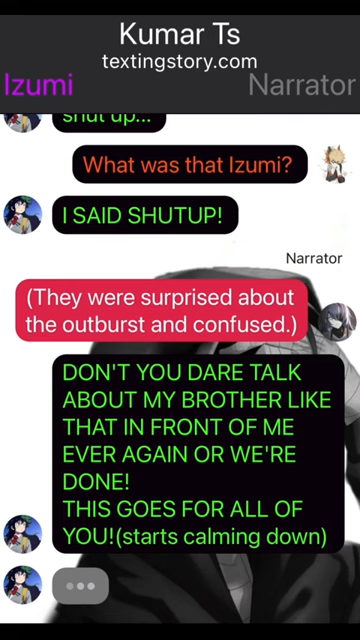 Kumar Ts
textingstory.com
Izumi
Narrator
shut up...
What was that Izumi?
I SAID SHUTUP!
Narrator
(They were surprised about
the outburst and confused.)
DON'T YOU DARE TALK
ABOUT MY BROTHER LIKE
THAT IN FRONT OF ME
EVER AGAIN OR WE'RE
DONE!
THIS GOES FOR ALL OF
YOU!(starts calming down)